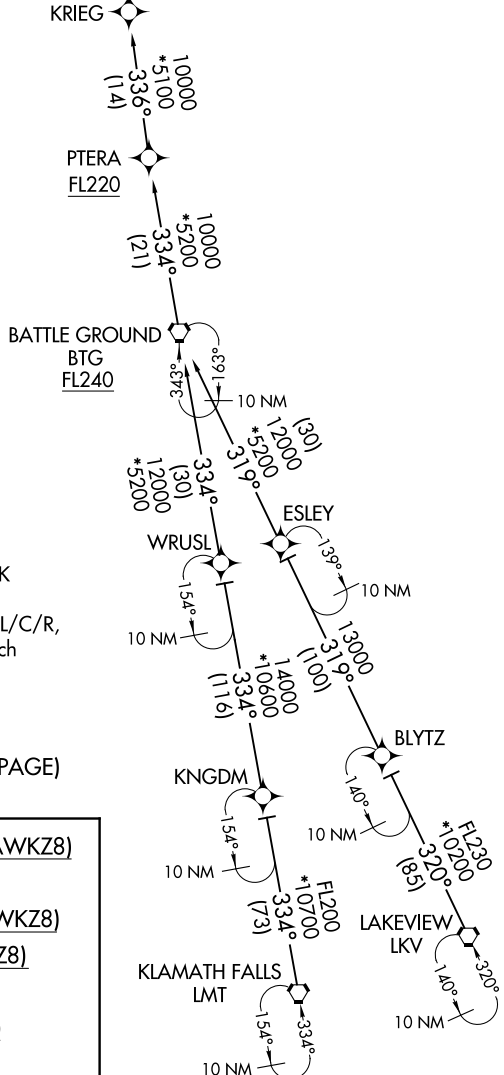 KRIEG
10000
*5100
336°
(14)
PTERA
FL220
10000
*5200
334°
(21)
BATTLE GROUND
BTG
FL240
343°
163°
10 NM
(30)
12000
*5200
319°
(30)
12000
*5200
334°
ESLEY
139°
10 NM
WRUSL
154°
10 NM
K
L/C/R,
ch
13000
319°
(100)
14000
*10600
334°
(116)
BLYTZ
140°
10 NM
PAGE)
KNGDM
154°
10 NM
AWKZ8)
WKZ8)
Z8)
FL230
*10200
320°
(85)
FL200
*10700
334°
(73)
LAKEVIEW
LKV
140°
320°
10 NM
KLAMATH FALLS
LMT
154°
334°
10 NM